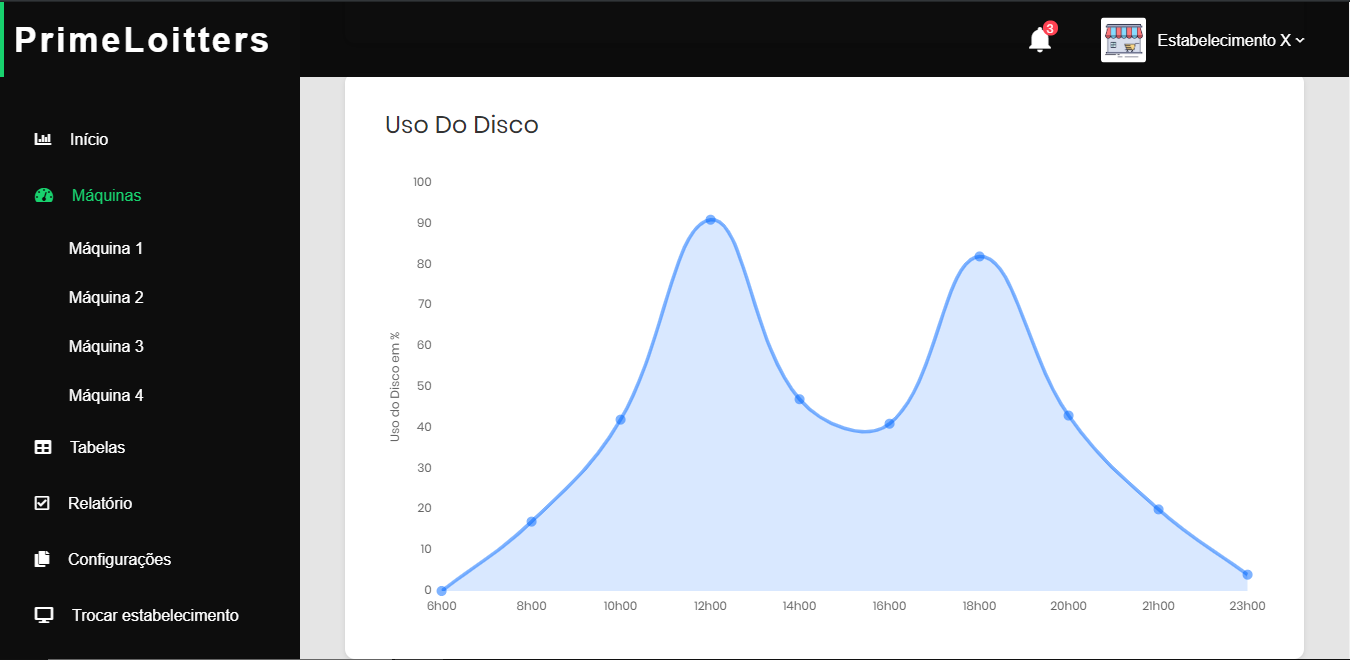 PrimeLoitters
3
Estabelecimento X
Início
Máquinas
Máquina 1
Máquina 2
Máquina 3
Máquina 4
Tabelas
Relatório
Configurações
Trocar estabelecimento
Uso Do Disco
Uso do Disco em %
100
90
80
70
60
50
40
30
20
10
0
6h00 8h00 10h00 12h00 14h00 16h00 18h00 20h00 21h00 23h00